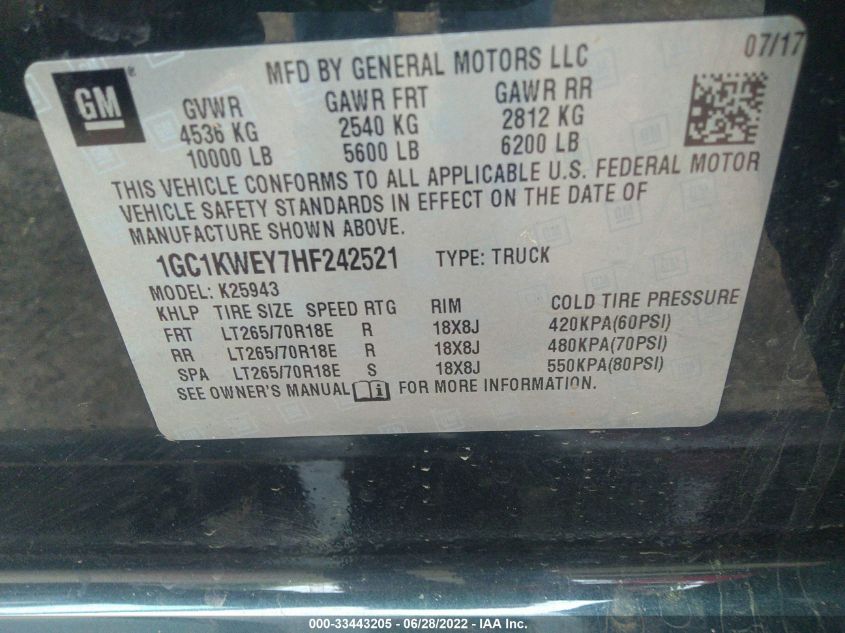 GM
®
MFD BY GENERAL MOTORS LLC
07/17
GVWR GAWR FRT GAWR RR
4536 KG 2540 KG 2812 KG
10000 LB 5600 LB 6200 LB
THIS VEHICLE CONFORMS TO ALL APPLICABLE U.S. FEDERAL MOTOR
VEHICLE SAFETY STANDARDS IN EFFECT ON THE DATE OF
MANUFACTURE SHOWN ABOVE.
1GC1KWEY7HF242521 TYPE: TRUCK
MODEL: K25943
KHLP TIRE SIZE SPEED RTG RIM COLD TIRE PRESSURE
FRT LT265/70R18E R 18X8J 420KPA(60PSI)
RR LT265/70R18E R 18X8J 480KPA(70PSI)
SPA LT265/70R18E S 18X8J 550KPA(80PSI)
SEE OWNER'S MANUAL i FOR MORE INFORMATION.
000-33443205 - 06/28/2022 - IAA Inc.